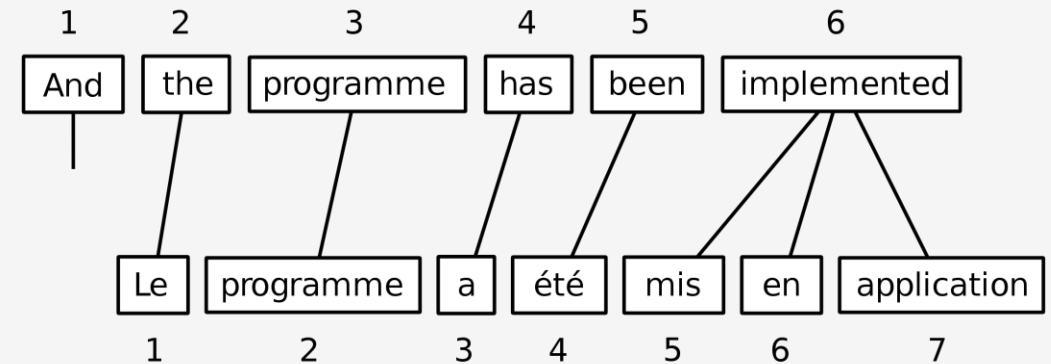 1 2 3 4 5 6
And the programme has been implemented
Le programme a été mis en application
1 2 3 4 5 6 7